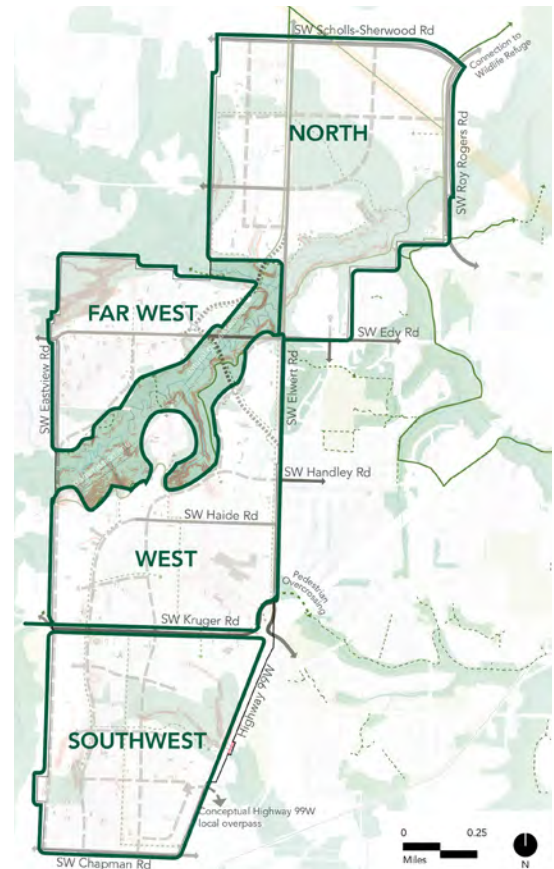 SW Scholls-Sherwood Rd
Connection to
Wildlife Refuge
NORTH
SW Roy Rogers Rd
FAR WEST
SW Edy Rd
SW Eastview Rd
SW Elwert Rd
SW Handley Rd
SW Haide Rd
WEST
Pedestrian
Overcrossing
SW Kruger Rd
Highway 99W
SOUTHWEST
Conceptual Highway 99W
local overpass
0 0.25
Miles
N
SW Chapman Rd